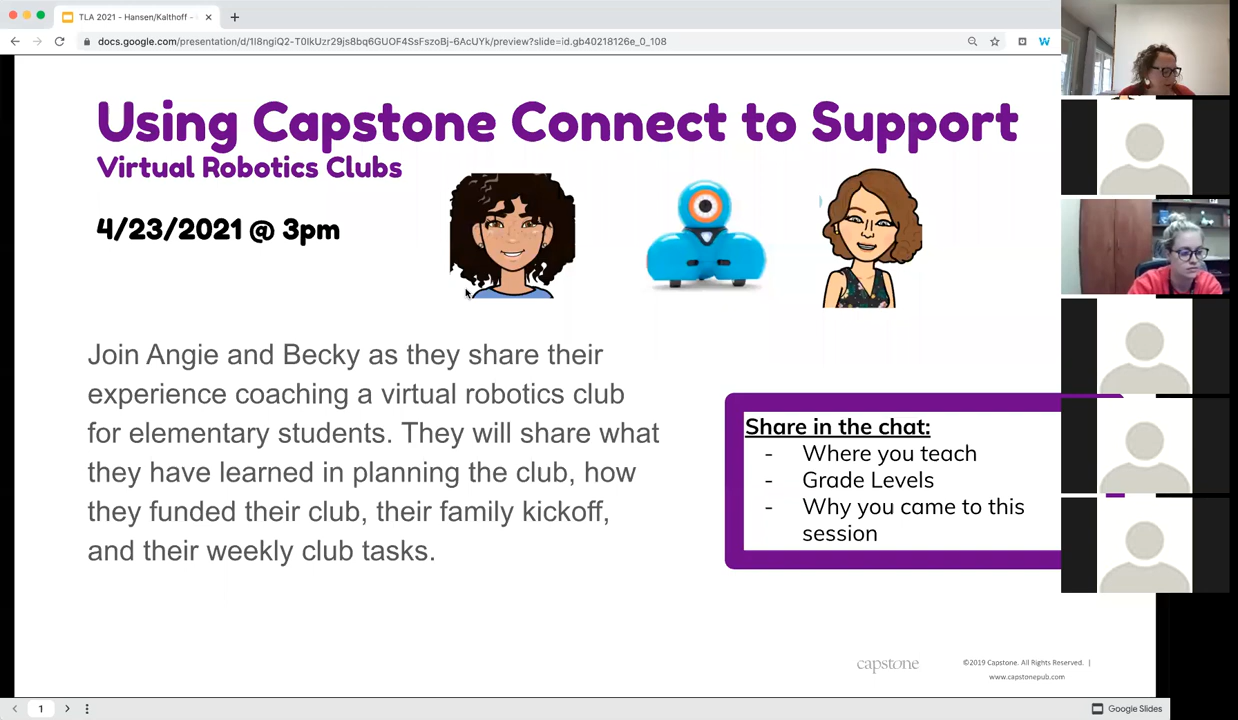 TLA 2021 - Hansen/Kalthoff -
docs.google.com/presentation/d/1I8ngiQ2-T0IkUzr29js8bq6GUOF4SsFszoBj-6AcUYk/preview?slide=id.gb40218126e_0_108
W
Using Capstone Connect to Support
Virtual Robotics Clubs
4/23/2021 @ 3pm
Join Angie and Becky as they share their
experience coaching a virtual robotics club
for elementary students. They will share what
they have learned in planning the club, how
they funded their club, their family kickoff,
and their weekly club tasks.
Share in the chat:
- Where you teach
- Grade Levels
- Why you came to this
session
capstone
©2019 Capstone. All Rights Reserved. |
www.capstonepub.com
1
Google Slides